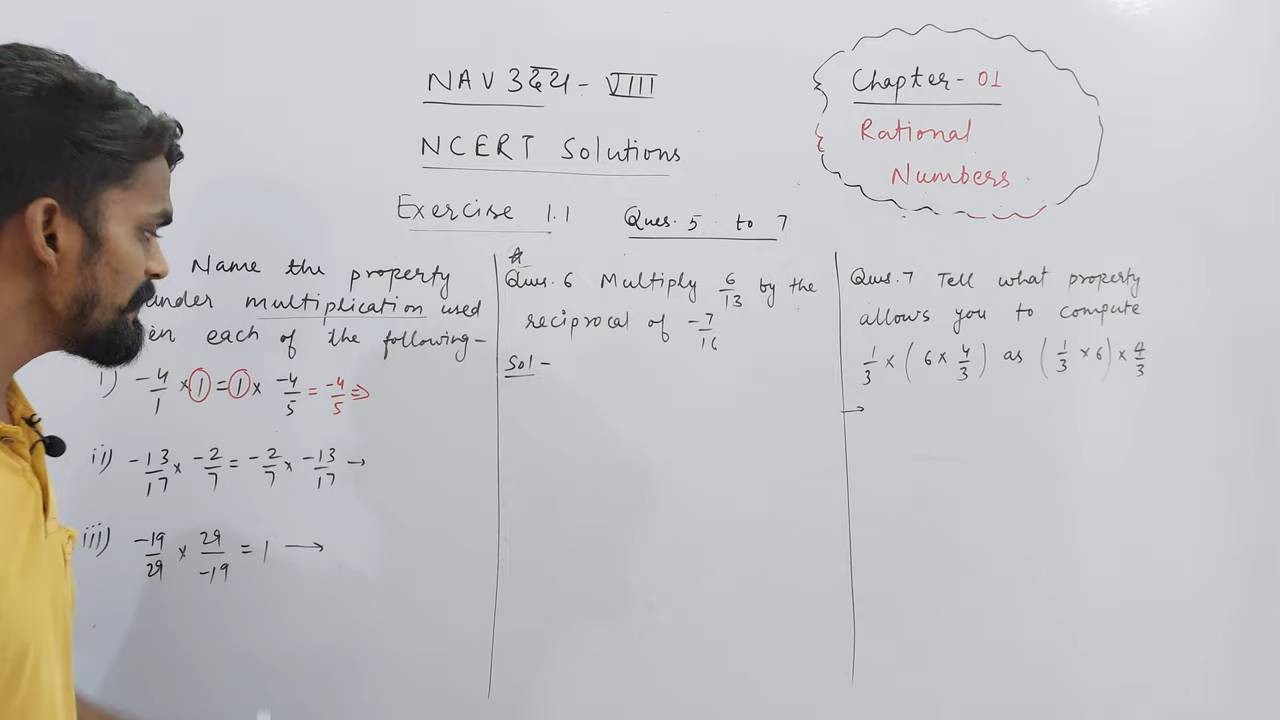 NAV उदय - VIII
NCERT Solutions
Exercise 1.1 Ques. 5 to 7
Chapter - 01
Rational
Numbers
Name the property
under multiplication used
in each of the following-
i) -4/1 × 1 = 1 × -4/5 = -4/5 ⇒
ii) -13/17 × -2/7 = -2/7 × -13/17 →
iii) -19/29 × 29/-19 = 1 →
Ques. 6 Multiply 6/13 by the
reciprocal of -7/16
Sol -
Ques. 7 Tell what property
allows you to compute
1/3 × (6 × 4/3) as (1/3 × 6) × 4/3
→